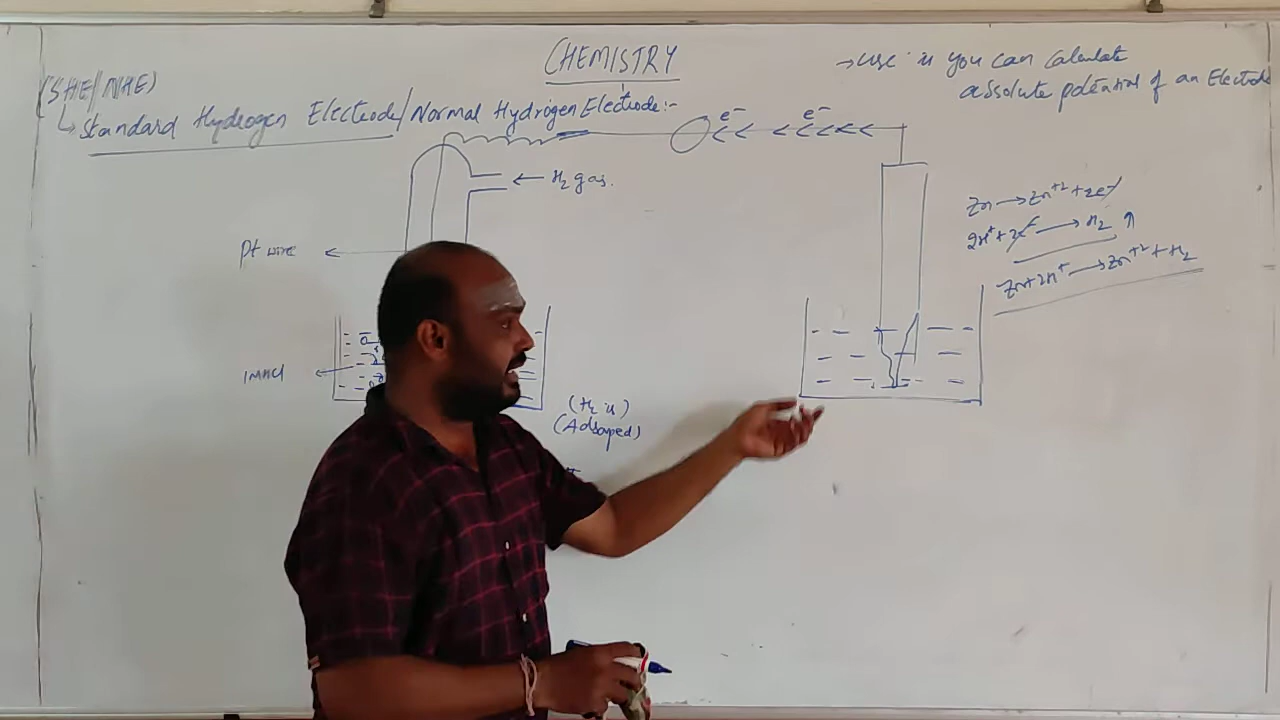 CHEMISTRY
(SHE/NHE)
Standard Hydrogen Electrode/Normal Hydrogen Electrode:-
→ use is you can calculate
absolute potential of an Electrode
e⁻
e⁻
← H₂ gas.
Pt wire
1MHCl
(H₂ is)
(Adsorped)
Zn → Zn⁺² + 2e⁻
2H⁺ + 2e⁻ → H₂ ↑
Zn + 2H⁺ → Zn⁺² + H₂